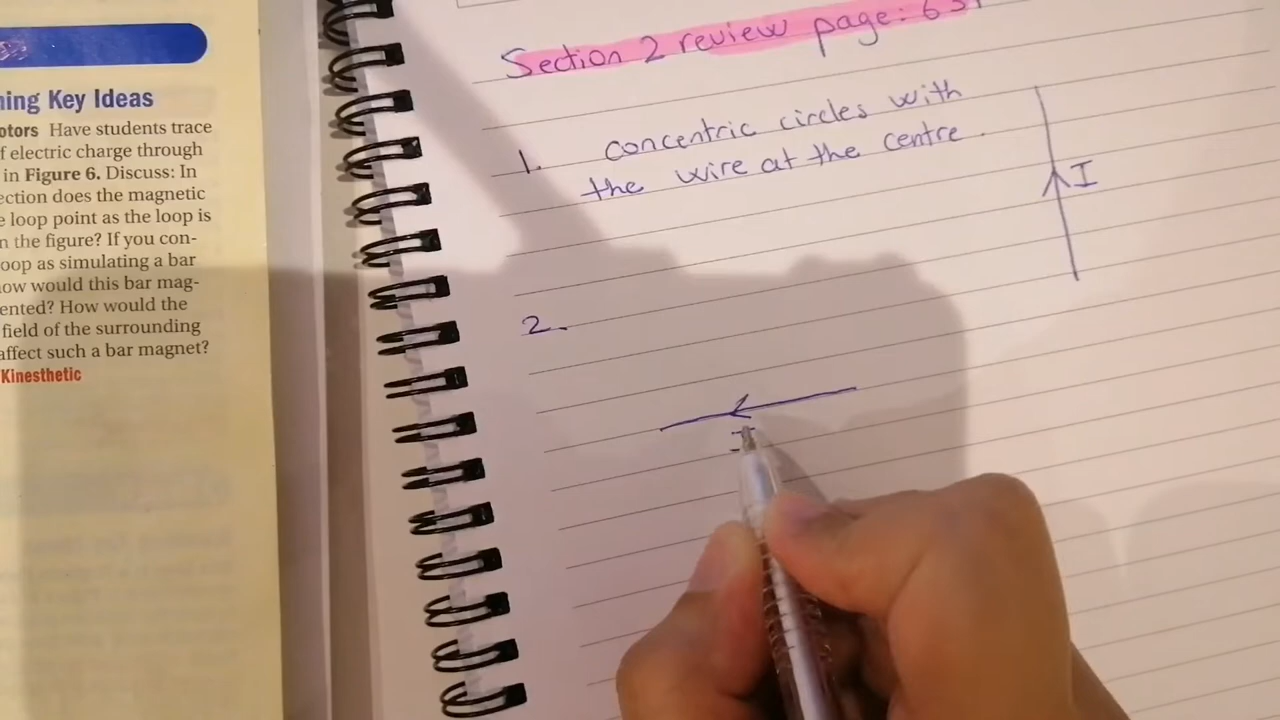 ning Key Ideas
otors Have students trace
f electric charge through
in Figure 6. Discuss: In
ection does the magnetic
e loop point as the loop is
n the figure? If you con-
oop as simulating a bar
now would this bar mag-
ented? How would the
field of the surrounding
affect such a bar magnet?
Kinesthetic
Section 2 review page: 631
1. concentric circles with
the wire at the centre.
I
2.
I